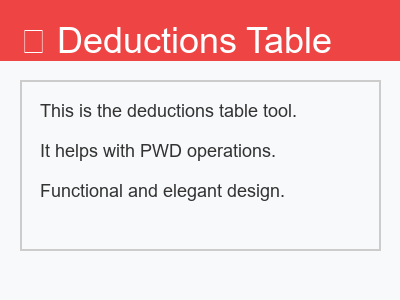 Deductions Table
This is the deductions table tool.
It helps with PWD operations.
Functional and elegant design.